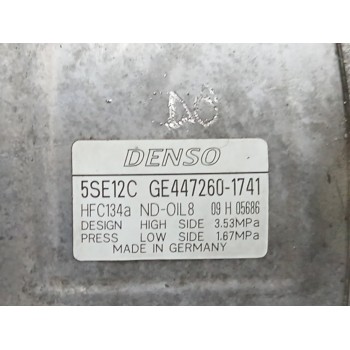 DENSO
5SE12C GE447260-1741
HFC134a ND-OIL8 09 H 05686
DESIGN HIGH SIDE 3.53MPa
PRESS LOW SIDE 1.67MPa
MADE IN GERMANY